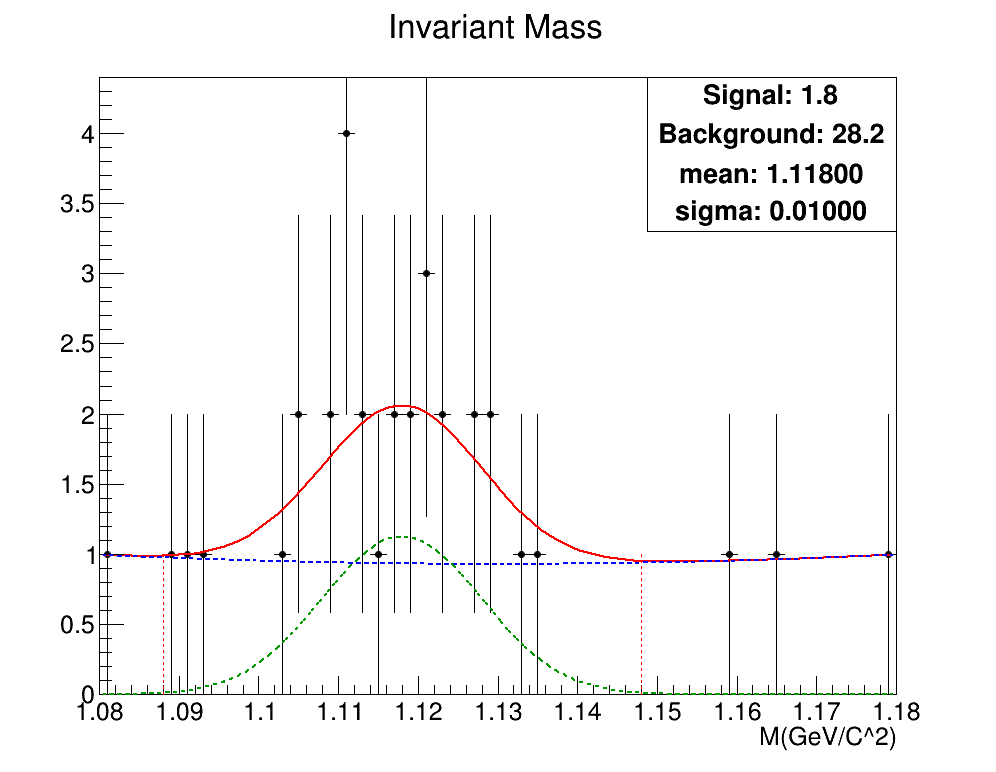 Invariant Mass
Signal: 1.8
Background: 28.2
mean: 1.11800
sigma: 0.01000
4
3.5
3
2.5
2
1.5
1
0.5
0
1.08 1.09 1.1 1.11 1.12 1.13 1.14 1.15 1.16 1.17 1.18
M(GeV/C^2)